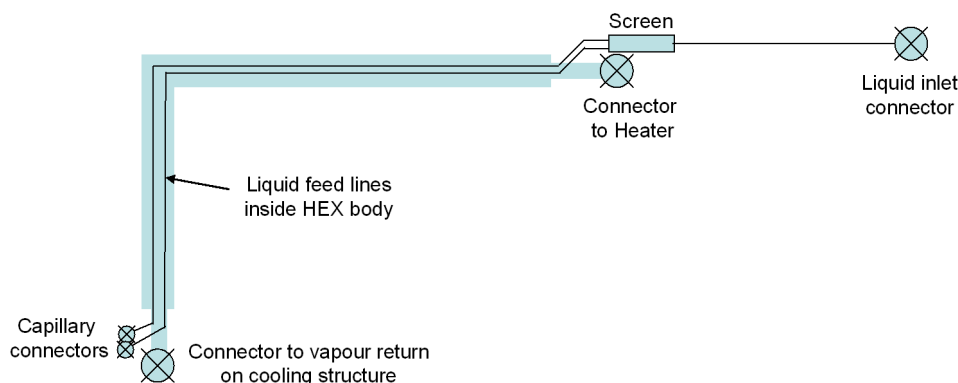 Screen
Liquid inlet
connector
Connector
to Heater
Liquid feed lines
inside HEX body
Capillary
connectors
Connector to vapour return
on cooling structure